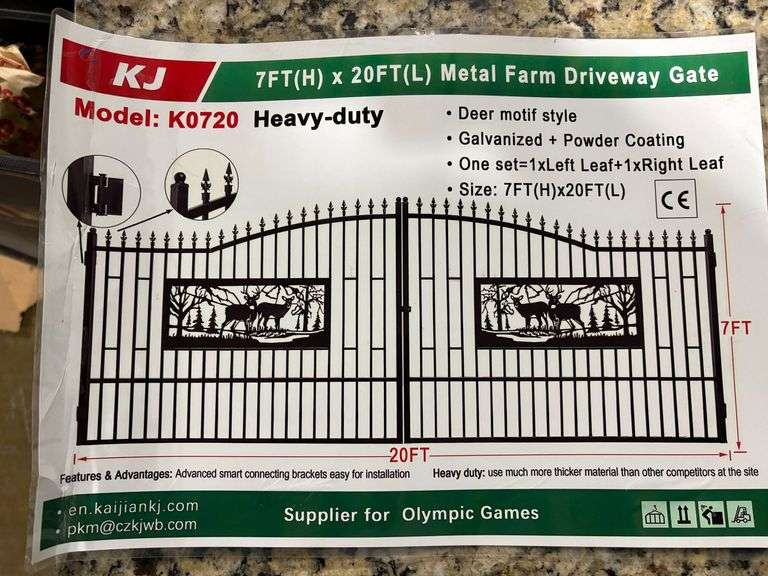 KJ
7FT(H) x 20FT(L) Metal Farm Driveway Gate
Model: K0720 Heavy-duty
• Deer motif style
• Galvanized + Powder Coating
• One set=1xLeft Leaf+1xRight Leaf
• Size: 7FT(H)x20FT(L)
CE
7FT
20FT
Features & Advantages: Advanced smart connecting brackets easy for installation
Heavy duty: use much more thicker material than other competitors at the site
• en.kaijiankj.com
• pkm@czkjwb.com
Supplier for Olympic Games